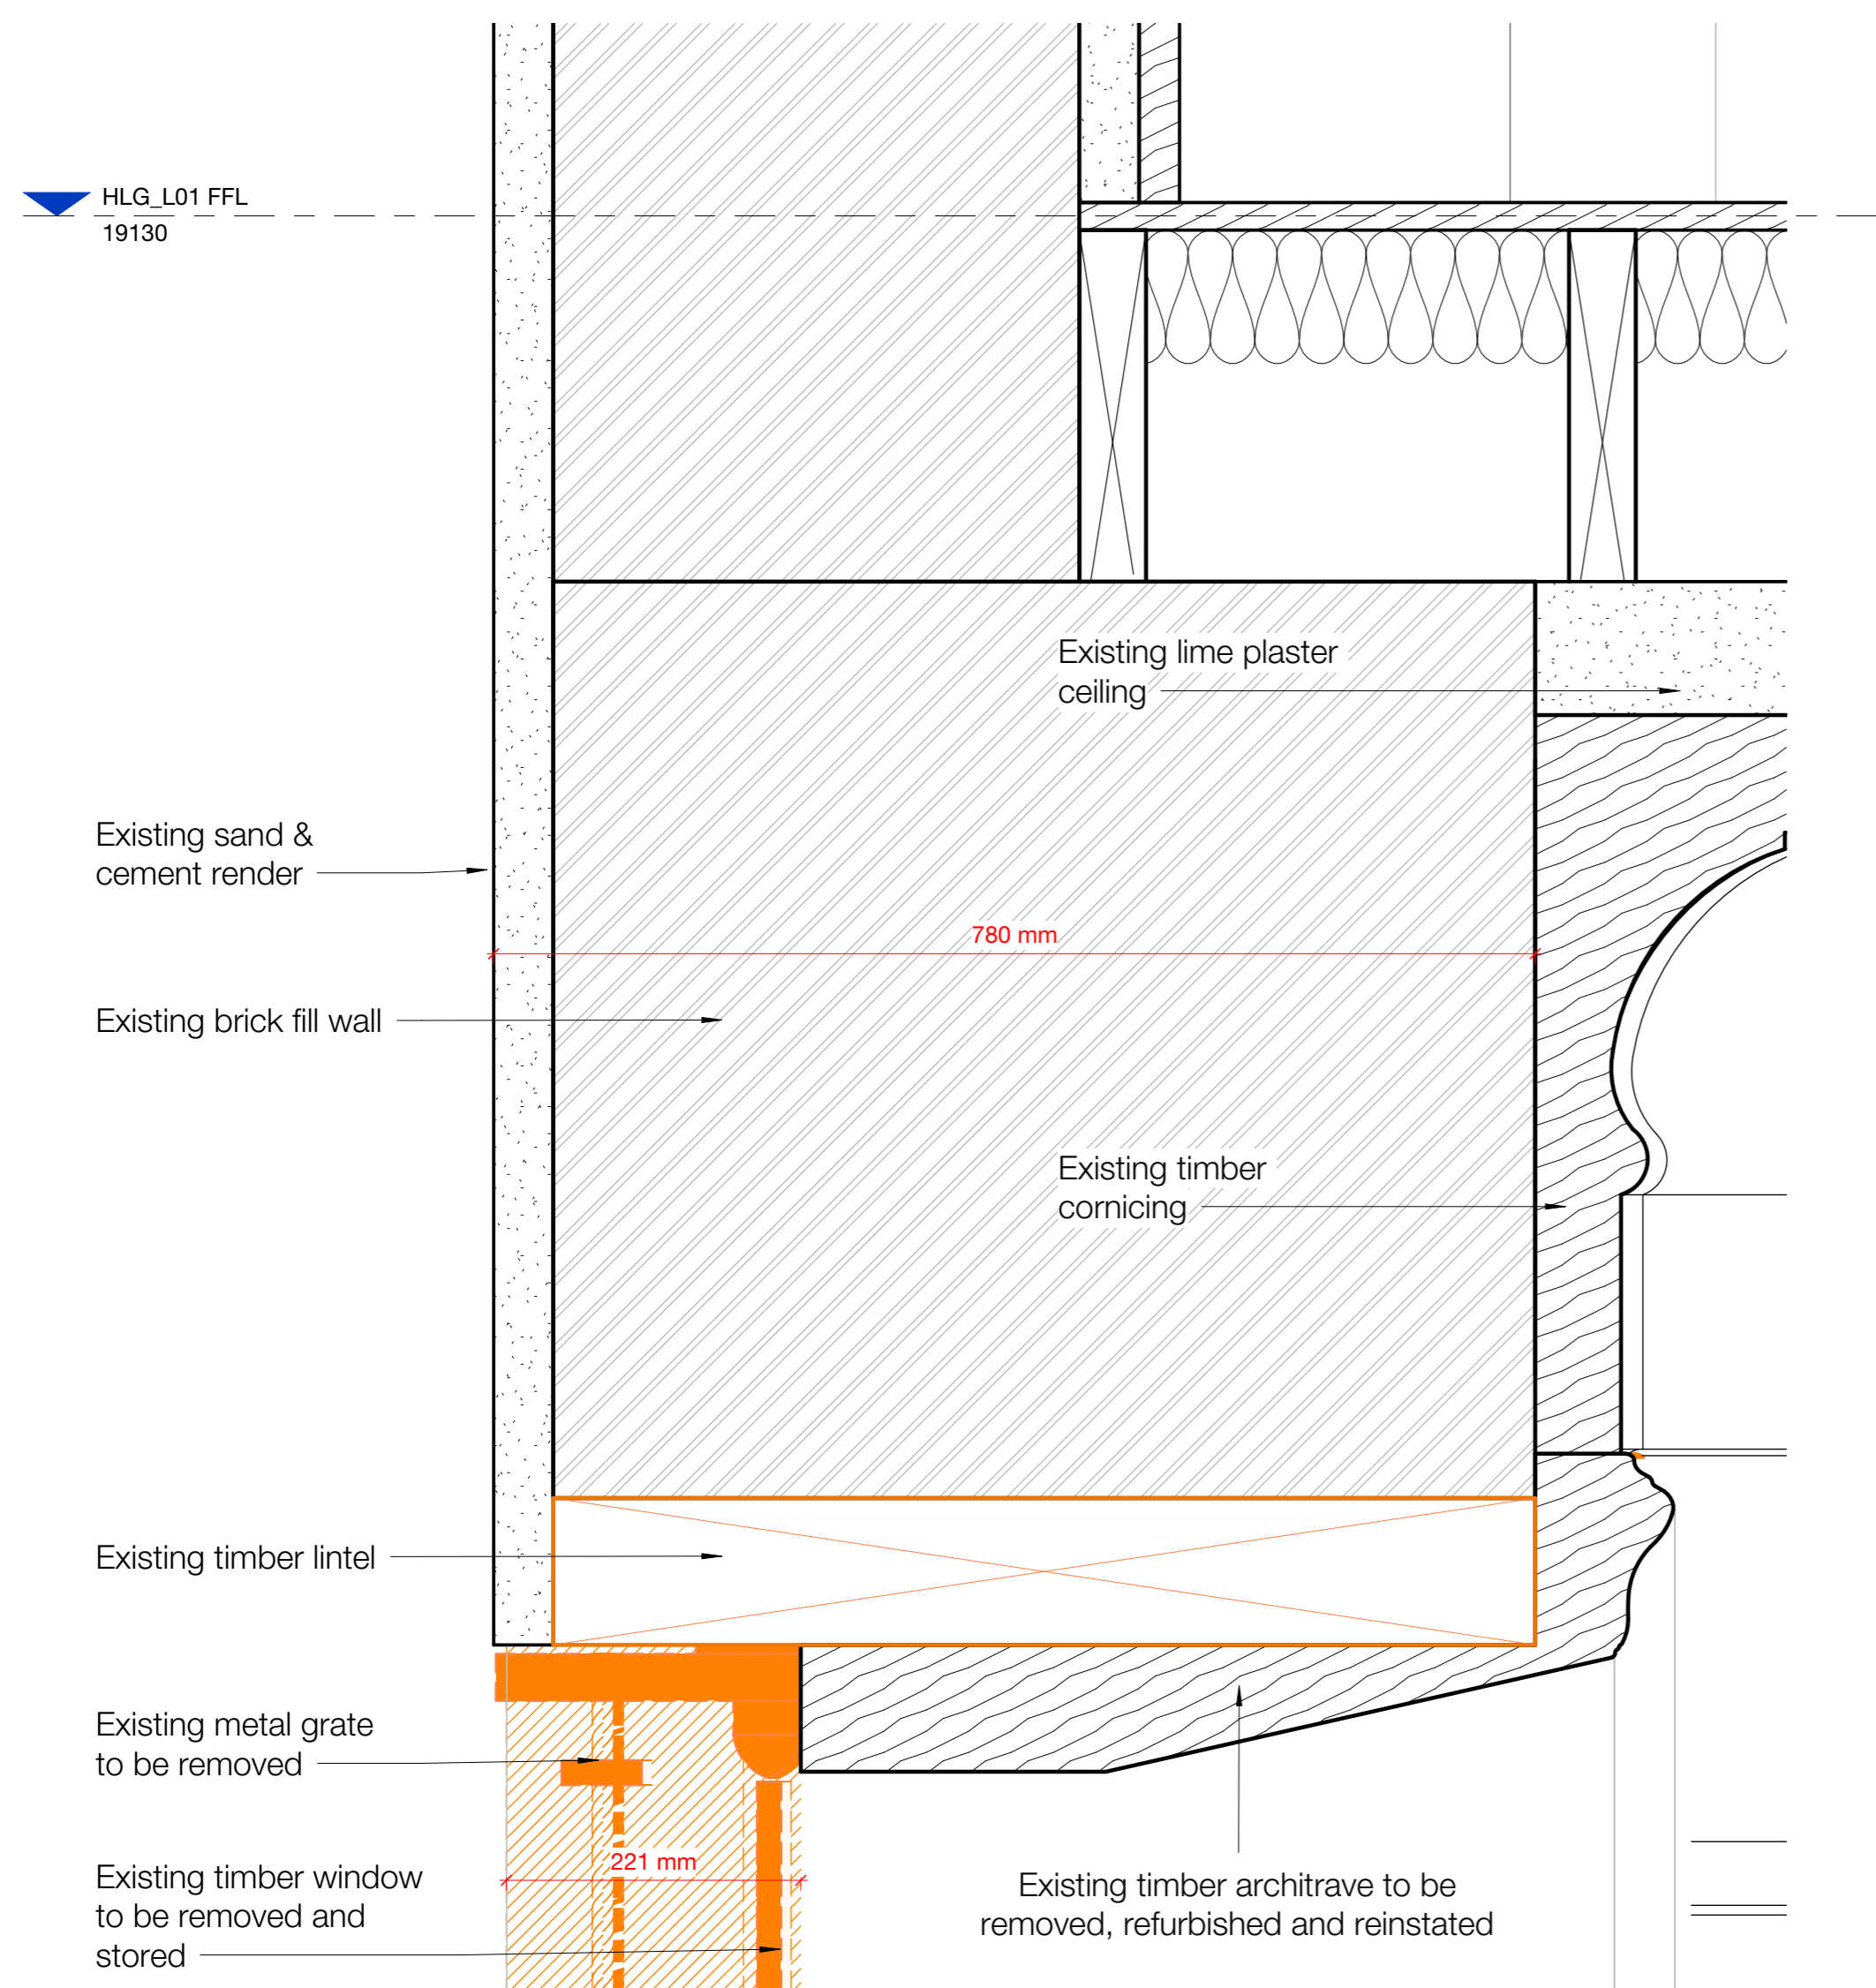 HLG_L01 FFL
19130
Existing lime plaster
ceiling
Existing sand &
cement render
780 mm
Existing brick fill wall
Existing timber
cornicing
Existing timber lintel
Existing metal grate
to be removed
221 mm
Existing timber window
to be removed and
stored
Existing timber architrave to be
removed, refurbished and reinstated